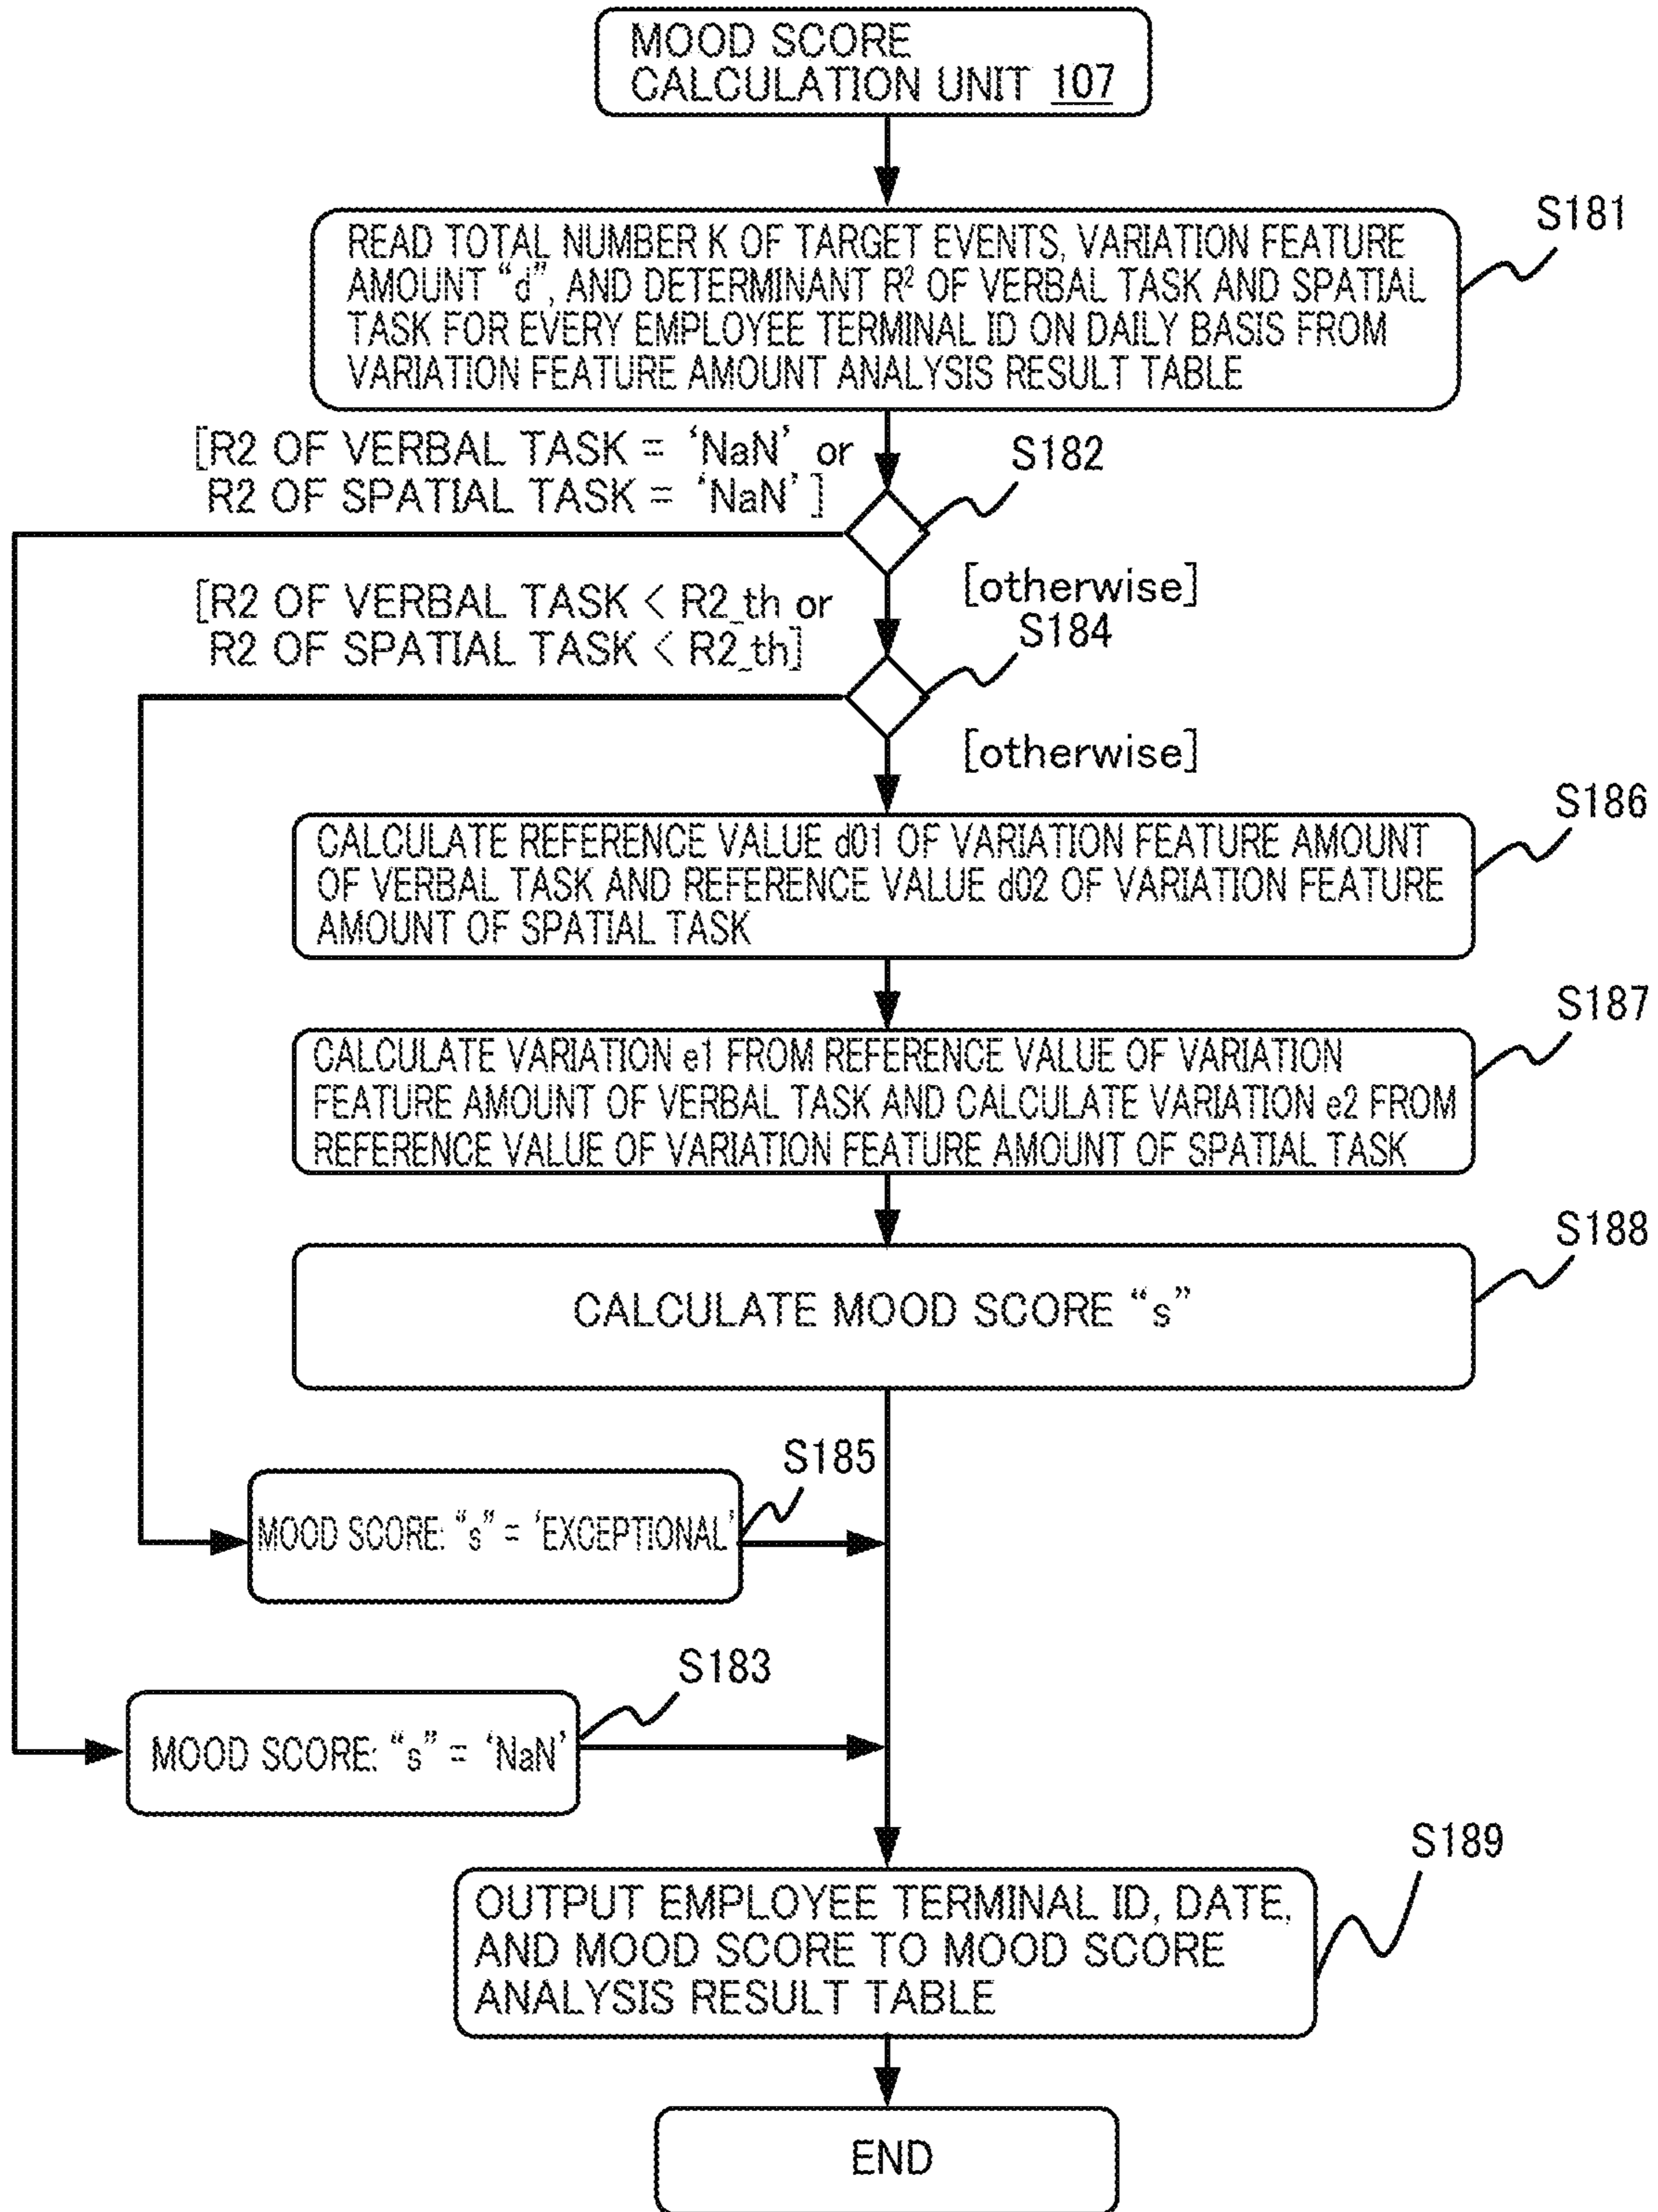 MOOD SCORE
CALCULATION UNIT 107
S181
READ TOTAL NUMBER K OF TARGET EVENTS, VARIATION FEATURE
AMOUNT “d”, AND DETERMINANT R² OF VERBAL TASK AND SPATIAL
TASK FOR EVERY EMPLOYEE TERMINAL ID ON DAILY BASIS FROM
VARIATION FEATURE AMOUNT ANALYSIS RESULT TABLE
[R2 OF VERBAL TASK = ‘NaN’ or
R2 OF SPATIAL TASK = ‘NaN’ ]
S182
[otherwise]
[R2 OF VERBAL TASK < R2_th or
R2 OF SPATIAL TASK < R2_th]
S184
[otherwise]
S186
CALCULATE REFERENCE VALUE d01 OF VARIATION FEATURE AMOUNT
OF VERBAL TASK AND REFERENCE VALUE d02 OF VARIATION FEATURE
AMOUNT OF SPATIAL TASK
S187
CALCULATE VARIATION e1 FROM REFERENCE VALUE OF VARIATION
FEATURE AMOUNT OF VERBAL TASK AND CALCULATE VARIATION e2 FROM
REFERENCE VALUE OF VARIATION FEATURE AMOUNT OF SPATIAL TASK
S188
CALCULATE MOOD SCORE “s”
S185
MOOD SCORE: “s” = ‘EXCEPTIONAL’
S183
MOOD SCORE: “s” = ‘NaN’
S189
OUTPUT EMPLOYEE TERMINAL ID, DATE,
AND MOOD SCORE TO MOOD SCORE
ANALYSIS RESULT TABLE
END